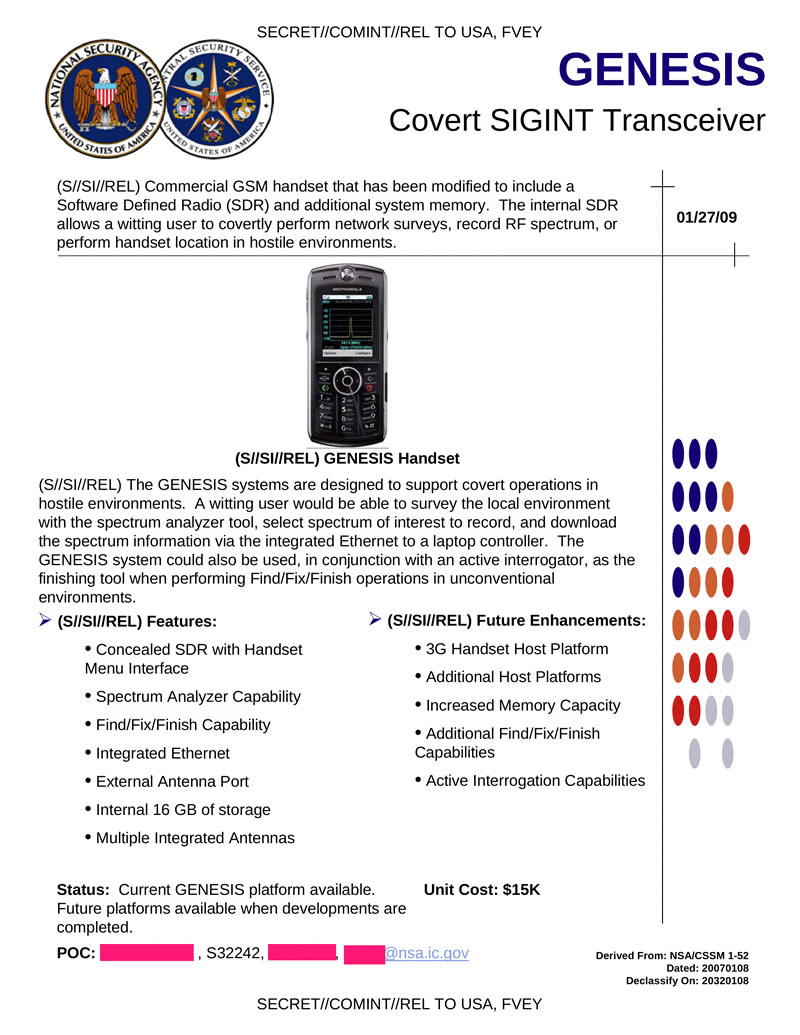 SECRET//COMINT//REL TO USA, FVEY
NATIONAL SECURITY AGENCY
UNITED STATES OF AMERICA
TRAL SECURITY SERVICE
UNITED STATES OF AMERICA
GENESIS
Covert SIGINT Transceiver
(S//SI//REL) Commercial GSM handset that has been modified to include a
Software Defined Radio (SDR) and additional system memory. The internal SDR
allows a witting user to covertly perform network surveys, record RF spectrum, or
perform handset location in hostile environments.
01/27/09
MOTOROLA
Options Configure
(S//SI//REL) GENESIS Handset
(S//SI//REL) The GENESIS systems are designed to support covert operations in
hostile environments. A witting user would be able to survey the local environment
with the spectrum analyzer tool, select spectrum of interest to record, and download
the spectrum information via the integrated Ethernet to a laptop controller. The
GENESIS system could also be used, in conjunction with an active interrogator, as the
finishing tool when performing Find/Fix/Finish operations in unconventional
environments.
(S//SI//REL) Features:
• Concealed SDR with Handset
Menu Interface
• Spectrum Analyzer Capability
• Find/Fix/Finish Capability
• Integrated Ethernet
• External Antenna Port
• Internal 16 GB of storage
• Multiple Integrated Antennas
(S//SI//REL) Future Enhancements:
• 3G Handset Host Platform
• Additional Host Platforms
• Increased Memory Capacity
• Additional Find/Fix/Finish
Capabilities
• Active Interrogation Capabilities
Status: Current GENESIS platform available.
Future platforms available when developments are
completed.
Unit Cost: $15K
POC: , S32242, , @nsa.ic.gov
Derived From: NSA/CSSM 1-52
Dated: 20070108
Declassify On: 20320108
SECRET//COMINT//REL TO USA, FVEY